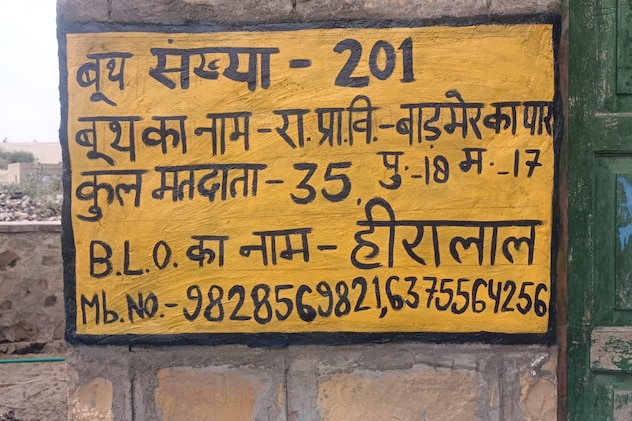 बूथ संख्या - 201
बूथ का नाम - रा. प्रा. वि. - बाड़मेर का पार
कुल मतदाता - 35, पु. - 18 म. - 17
B.L.O. का नाम - हीरालाल
Mb. NO. - 9828569821, 6375564256